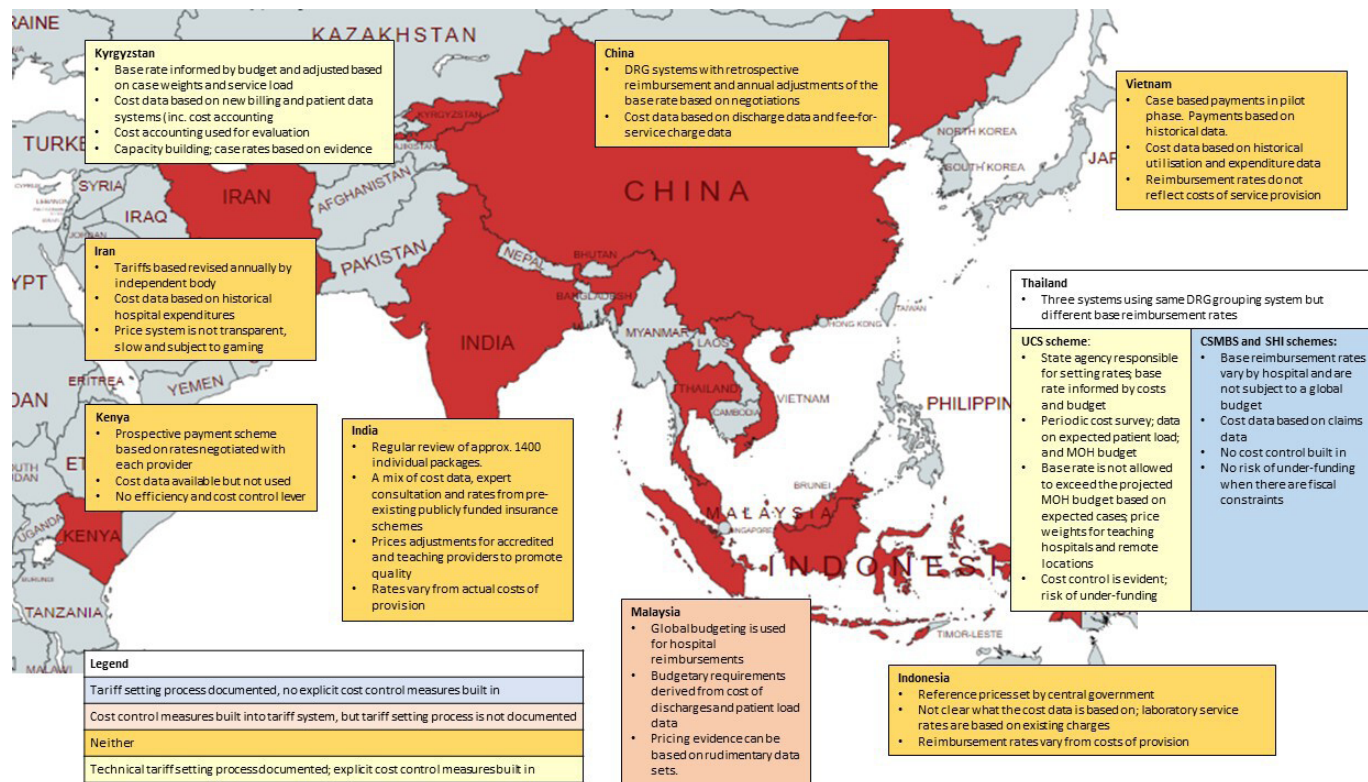 RAINE
KAZAKHSTAN
Kyrgyzstan
• Base rate informed by budget and adjusted based
on case weights and service load
• Cost data based on new billing and patient data
systems (inc. cost accounting
• Cost accounting used for evaluation
• Capacity building; case rates based on evidence
China
• DRG systems with retrospective
reimbursement and annual adjustments of the
base rate based on negotiations
• Cost data based on discharge data and fee-for-
service charge data
Vietnam
• Case based payments in pilot
phase. Payments based on
historical data.
• Cost data based on historical
utilisation and expenditure data
• Reimbursement rates do not
reflect costs of service provision
KYRGYZSTAN
TURKE
SYRIA
IRAQ
IRAN
AFGHANISTAN
PAKISTAN
CHINA
NORTH KOREA
SOUTH KOREA
JAP
JORDAN
YPT
NEPAL
BHUTAN
BANGLADESH
INDIA
MYANMAR
LAOS
TAIWAN
HONG KONG
Iran
• Tariffs based revised annually by
independent body
• Cost data based on historical
hospital expenditures
• Price system is not transparent,
slow and subject to gaming
Thailand
• Three systems using same DRG grouping system but
different base reimbursement rates
UCS scheme:
• State agency responsible
for setting rates; base
rate informed by costs
and budget
• Periodic cost survey; data
on expected patient load;
and MOH budget
• Base rate is not allowed
to exceed the projected
MOH budget based on
expected cases; price
weights for teaching
hospitals and remote
locations
• Cost control is evident;
risk of under-funding
CSMBS and SHI schemes:
• Base reimbursement rates
vary by hospital and are
not subject to a global
budget
• Cost data based on claims
data
• No cost control built in
• No risk of under-funding
when there are fiscal
constraints
ERITREA
YEMEN
DAN
THAILAND
CAMBODIA
VIETNAM
PHILIPPIN
Kenya
• Prospective payment scheme
based on rates negotiated with
each provider
• Cost data available but not used
• No efficiency and cost control lever
India
• Regular review of approx. 1400
individual packages.
• A mix of cost data, expert
consultation and rates from pre-
existing publicly funded insurance
schemes
• Prices adjustments for accredited
and teaching providers to promote
quality
• Rates vary from actual costs of
provision
OUTH
DAN
ET
UGANDA
KENYA
BURUNDI
TANZANIA
MALAWI
BRUNEI
MALAYSIA
SINGAPORE
INDONESI
TIMOR-LESTE
Malaysia
• Global budgeting is used
for hospital
reimbursements
• Budgetary requirements
derived from cost of
discharges and patient load
data
• Pricing evidence can be
based on rudimentary data
sets.
Indonesia
• Reference prices set by central government
• Not clear what the cost data is based on; laboratory service
rates are based on existing charges
• Reimbursement rates vary from costs of provision
Legend
Tariff setting process documented, no explicit cost control measures built in
Cost control measures built into tariff system, but tariff setting process is not documented
Neither
Technical tariff setting process documented; explicit cost control measures built in